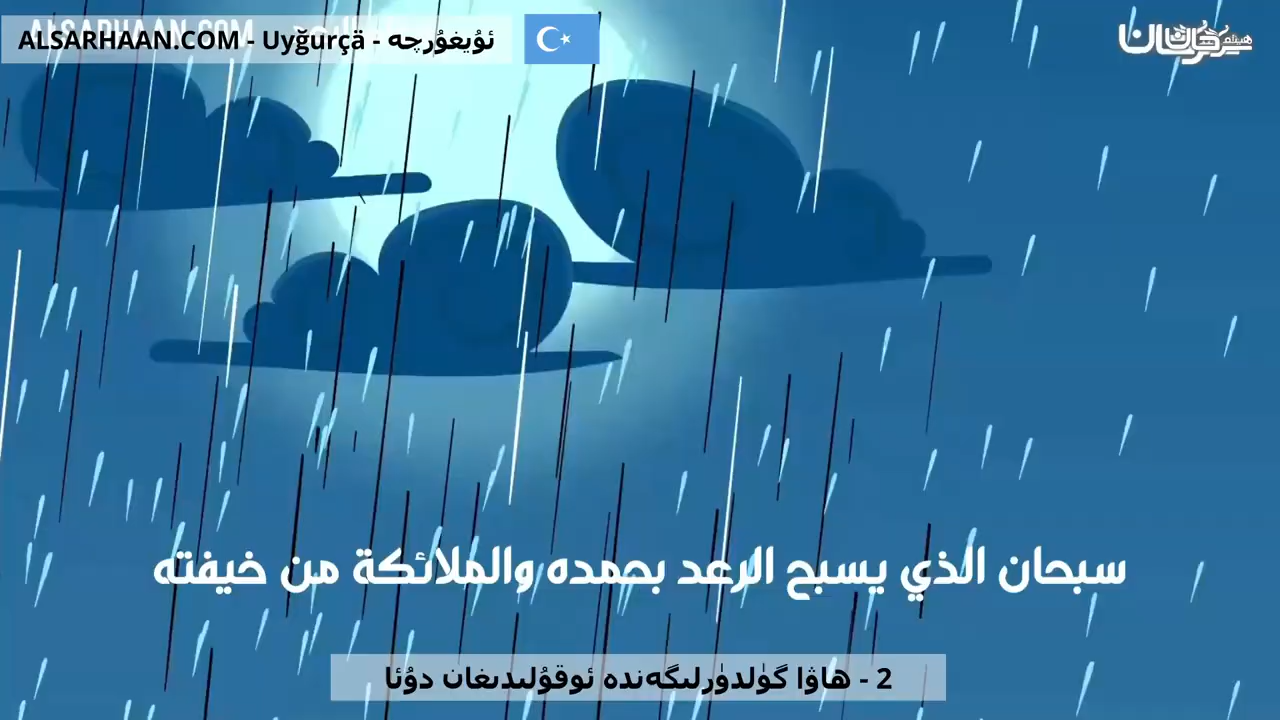 ALSARHAAN.COM - Uyğurçä - ئۇيغۇرچە
سبحان الذي يسبح الرعد بحمده والملائكة من خيفته
2 - ھاۋا گۈلدۈرلىگەندە ئوقۇلىدىغان دۇئا